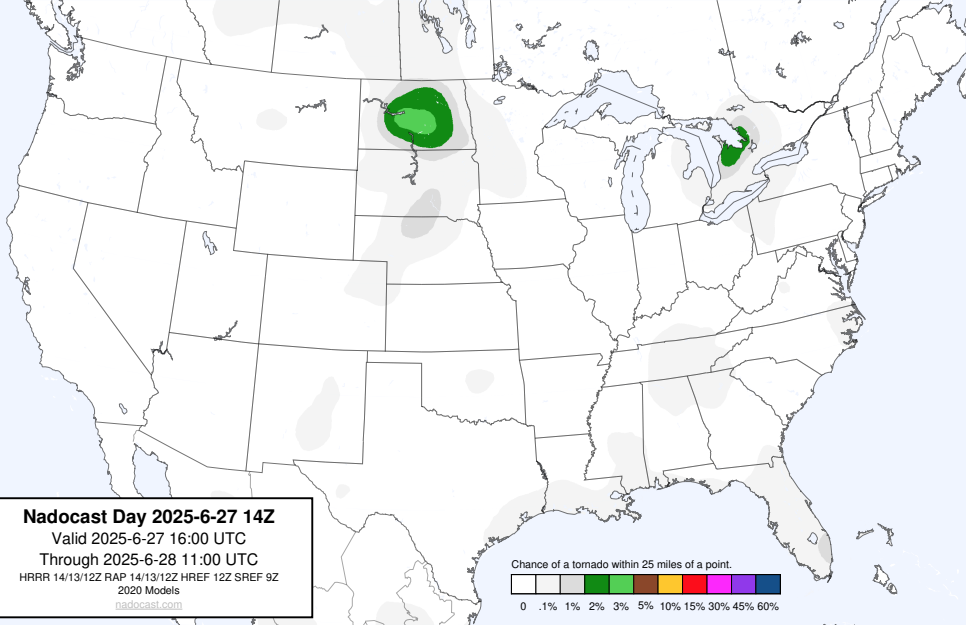 Nadocast Day 2025-6-27 14Z
Valid 2025-6-27 16:00 UTC
Through 2025-6-28 11:00 UTC
HRRR 14/13/12Z RAP 14/13/12Z HREF 12Z SREF 9Z
2020 Models
nadocast.com
Chance of a tornado within 25 miles of a point.
0 .1% 1% 2% 3% 5% 10% 15% 30% 45% 60%